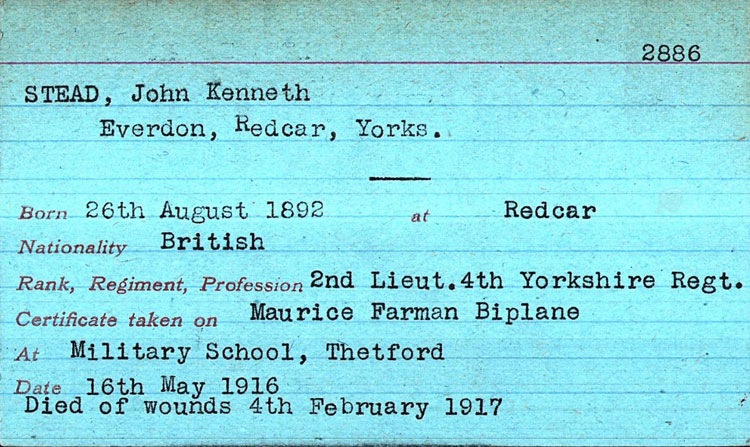 2886
STEAD, John Kenneth
Everdon, Redcar, Yorks.
Born 26th August 1892 at Redcar
Nationality British
Rank, Regiment, Profession 2nd Lieut.4th Yorkshire Regt.
Certificate taken on Maurice Farman Biplane
At Military School, Thetford
Date 16th May 1916
Died of wounds 4th February 1917